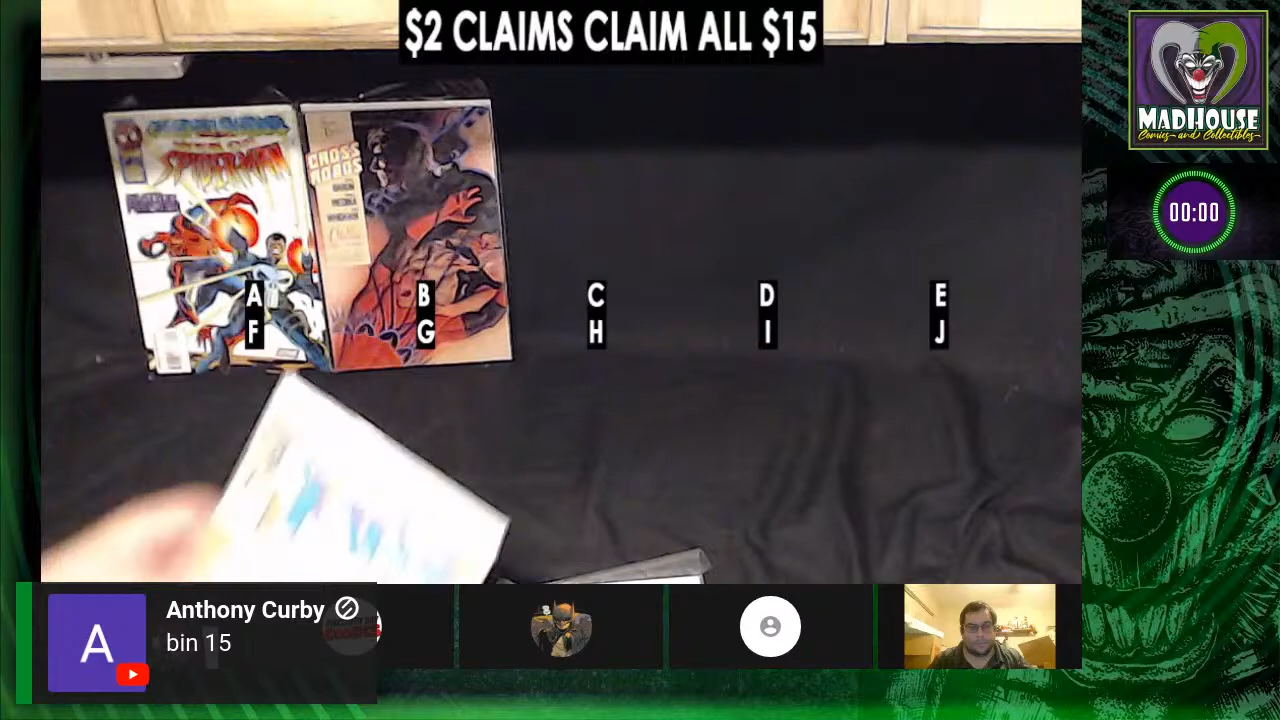 $2 CLAIMS CLAIM ALL $15
MADHOUSE
Comics and Collectibles
00:00
SPIDER-MAN
CROSS
ROADS
A
F
B
G
C
H
D
I
E
J
A
Anthony Curby
bin 15
COMICS